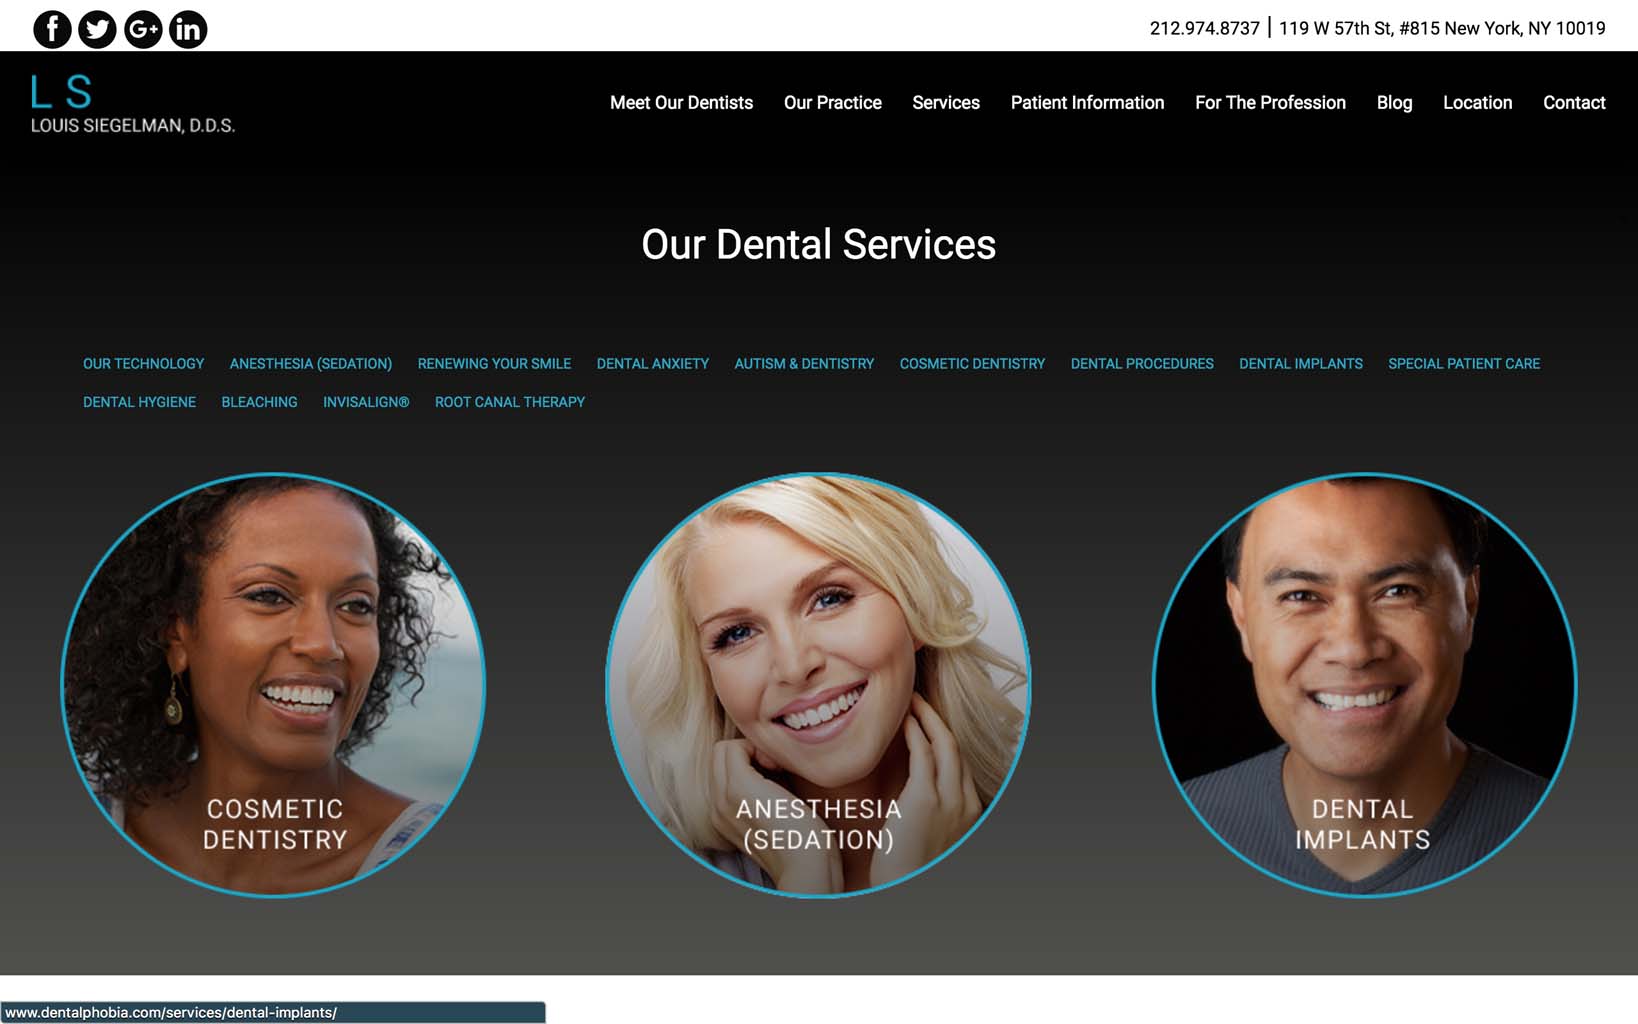 212.974.8737 | 119 W 57th St, #815 New York, NY 10019
L S
LOUIS SIEGELMAN, D.D.S.
Meet Our Dentists Our Practice Services Patient Information For The Profession Blog Location Contact
Our Dental Services
OUR TECHNOLOGY ANESTHESIA (SEDATION) RENEWING YOUR SMILE DENTAL ANXIETY AUTISM & DENTISTRY COSMETIC DENTISTRY DENTAL PROCEDURES DENTAL IMPLANTS SPECIAL PATIENT CARE
DENTAL HYGIENE BLEACHING INVISALIGN® ROOT CANAL THERAPY
COSMETIC
DENTISTRY
ANESTHESIA
(SEDATION)
DENTAL
IMPLANTS
www.dentalphobia.com/services/dental-implants/